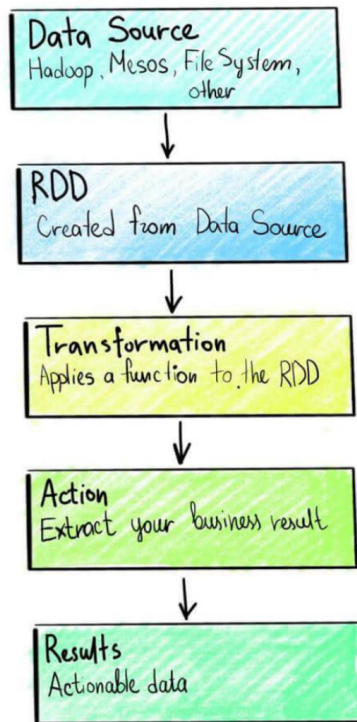 Data Source
Hadoop, Mesos, File System,
other
RDD
Created from Data Source
Transformation
Applies a function to the RDD
Action
Extract your business result
Results
Actionable data